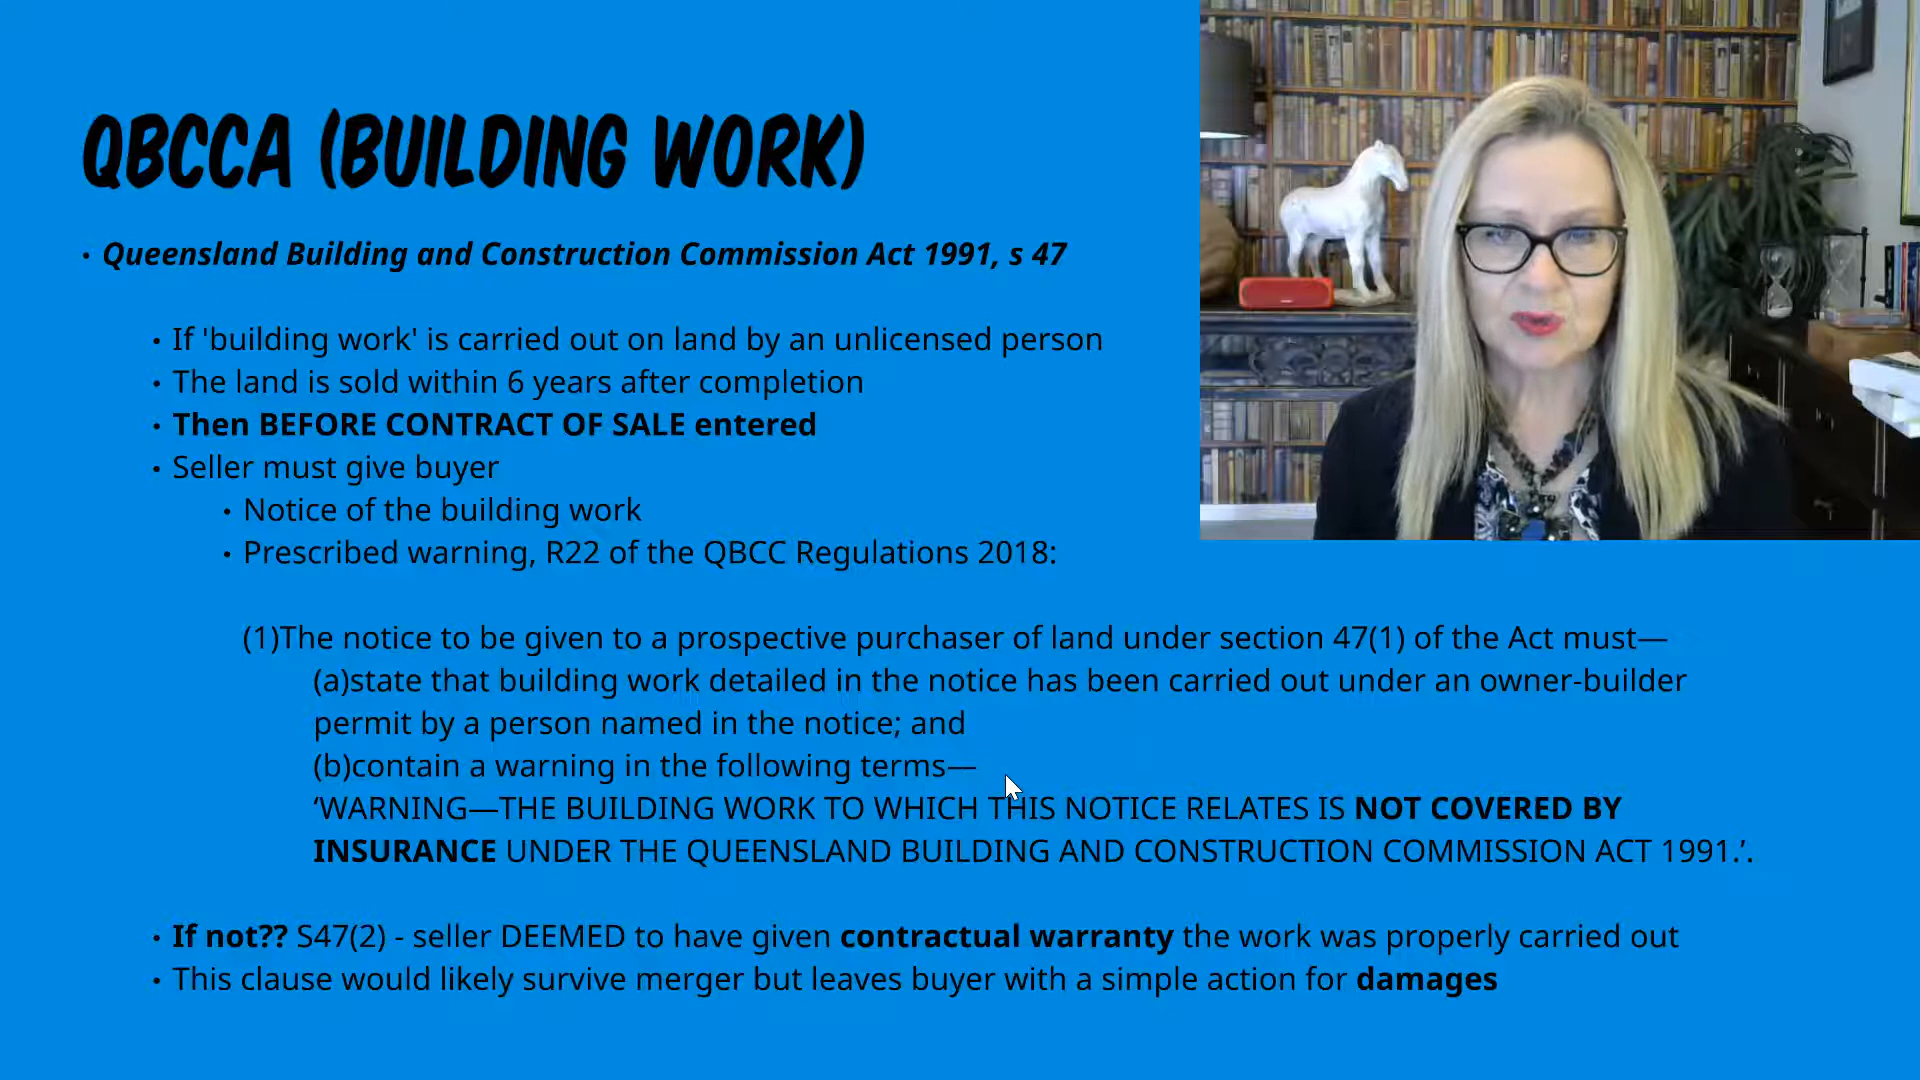 QBCCA (BUILDING WORK)
• Queensland Building and Construction Commission Act 1991, s 47
• If 'building work' is carried out on land by an unlicensed person
• The land is sold within 6 years after completion
• Then BEFORE CONTRACT OF SALE entered
• Seller must give buyer
• Notice of the building work
• Prescribed warning, R22 of the QBCC Regulations 2018:
(1)The notice to be given to a prospective purchaser of land under section 47(1) of the Act must—
(a)state that building work detailed in the notice has been carried out under an owner-builder
permit by a person named in the notice; and
(b)contain a warning in the following terms—
‘WARNING—THE BUILDING WORK TO WHICH THIS NOTICE RELATES IS NOT COVERED BY
INSURANCE UNDER THE QUEENSLAND BUILDING AND CONSTRUCTION COMMISSION ACT 1991.’.
• If not?? S47(2) - seller DEEMED to have given contractual warranty the work was properly carried out
• This clause would likely survive merger but leaves buyer with a simple action for damages